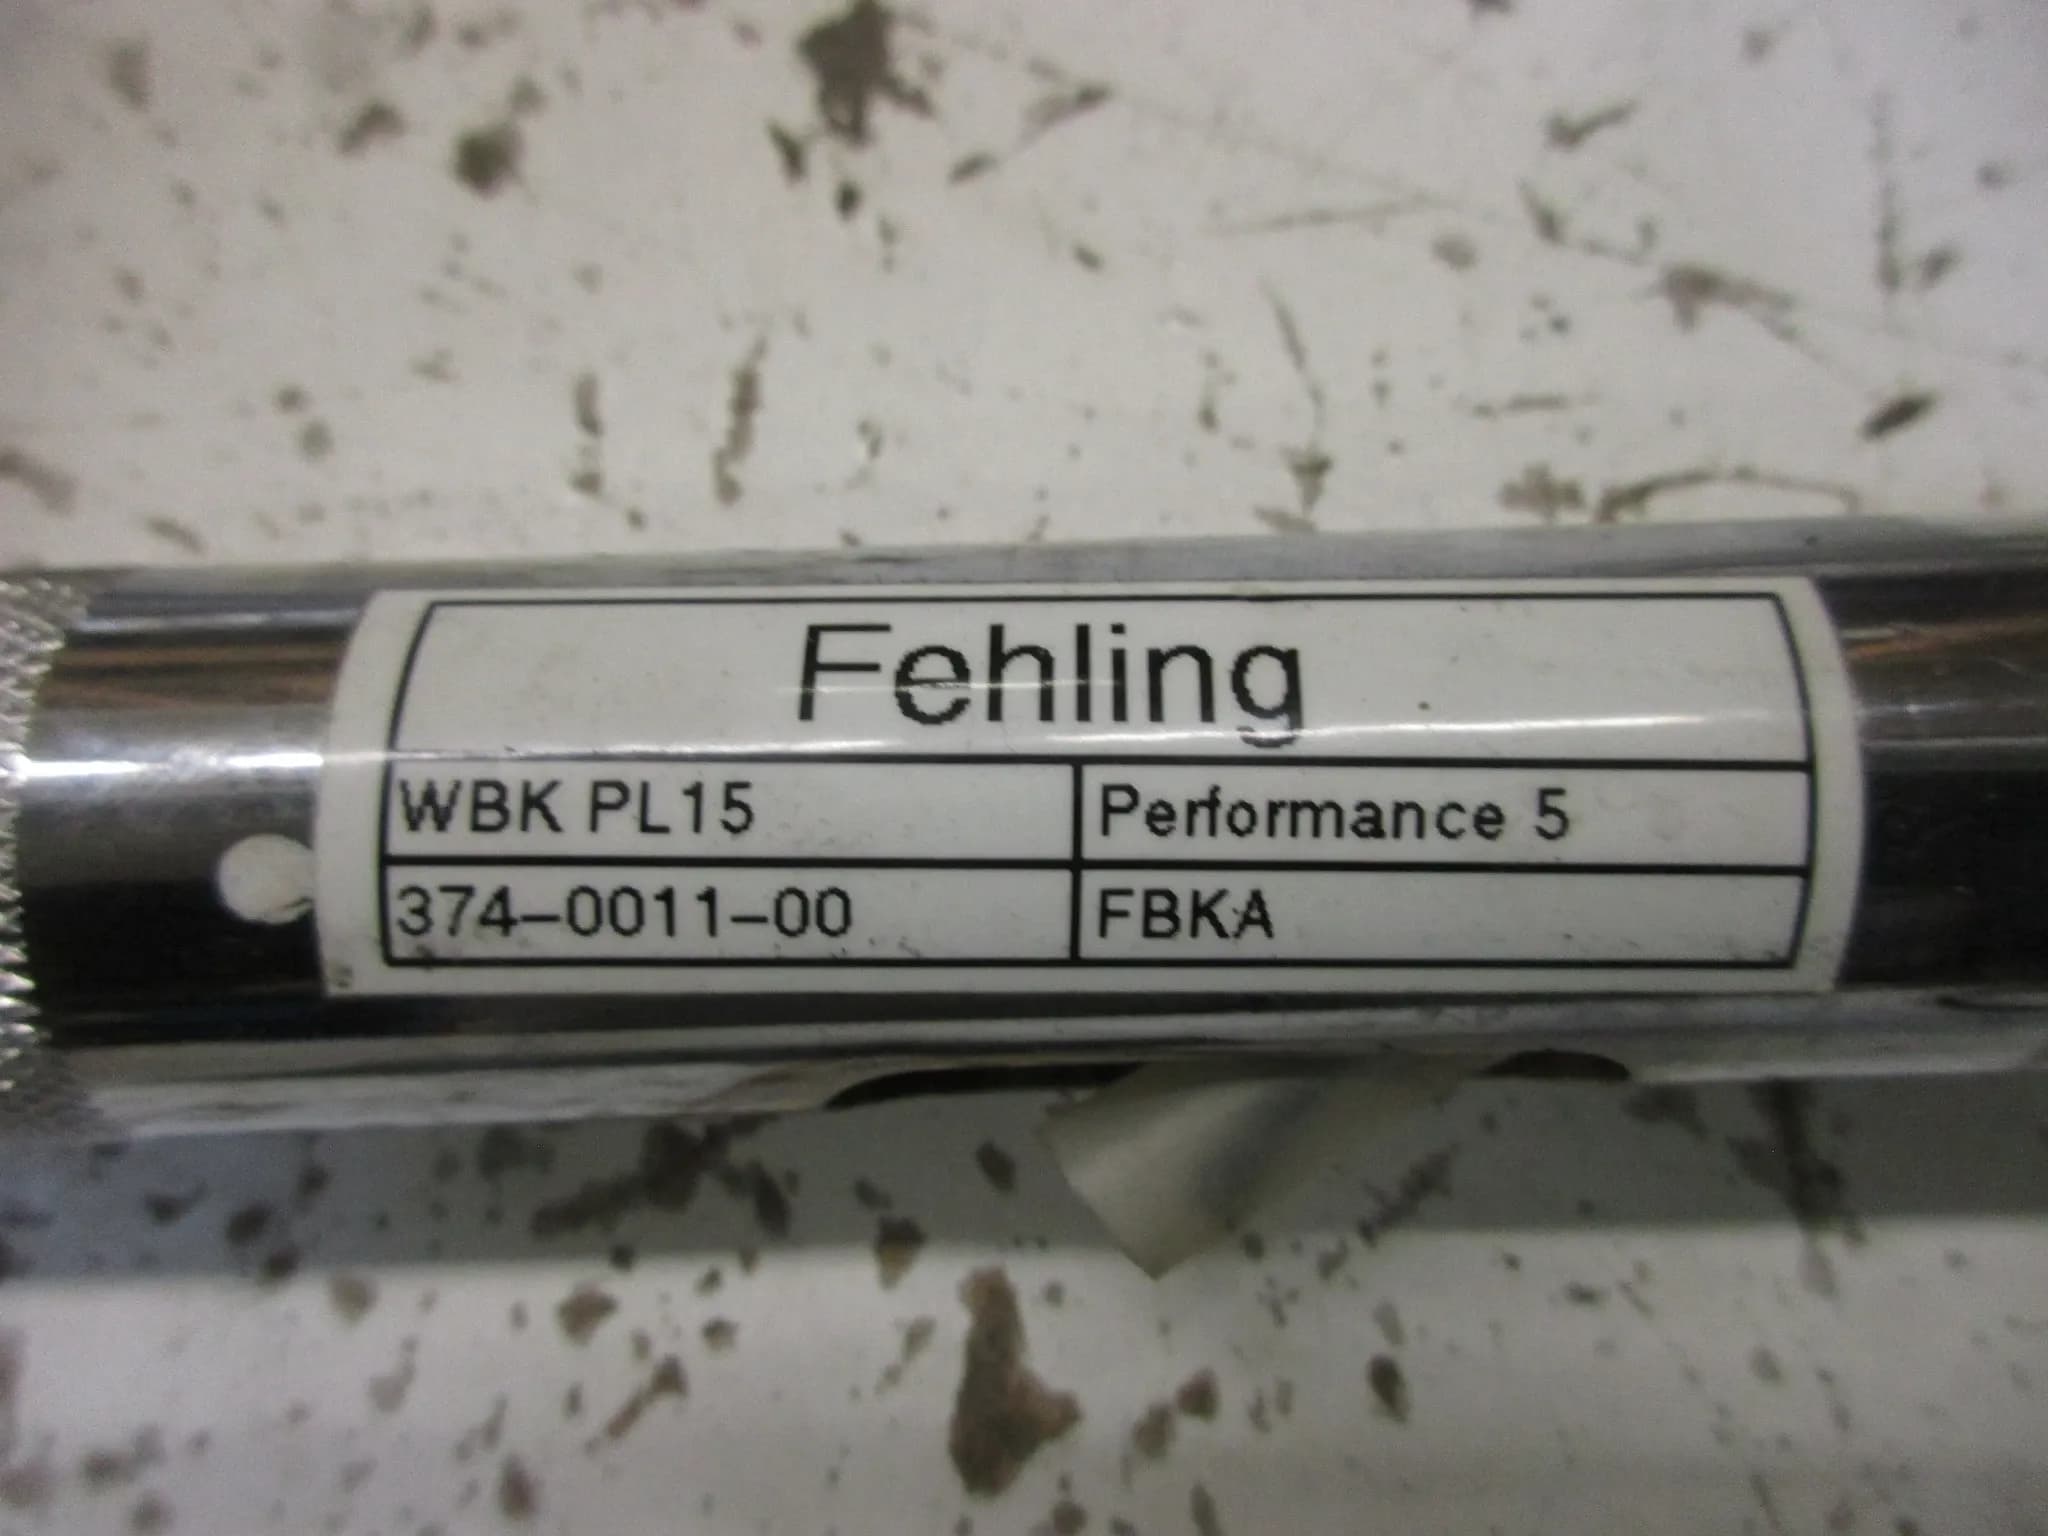 Fehling
WBK PL15 Performance 5
374-0011-00 FBKA